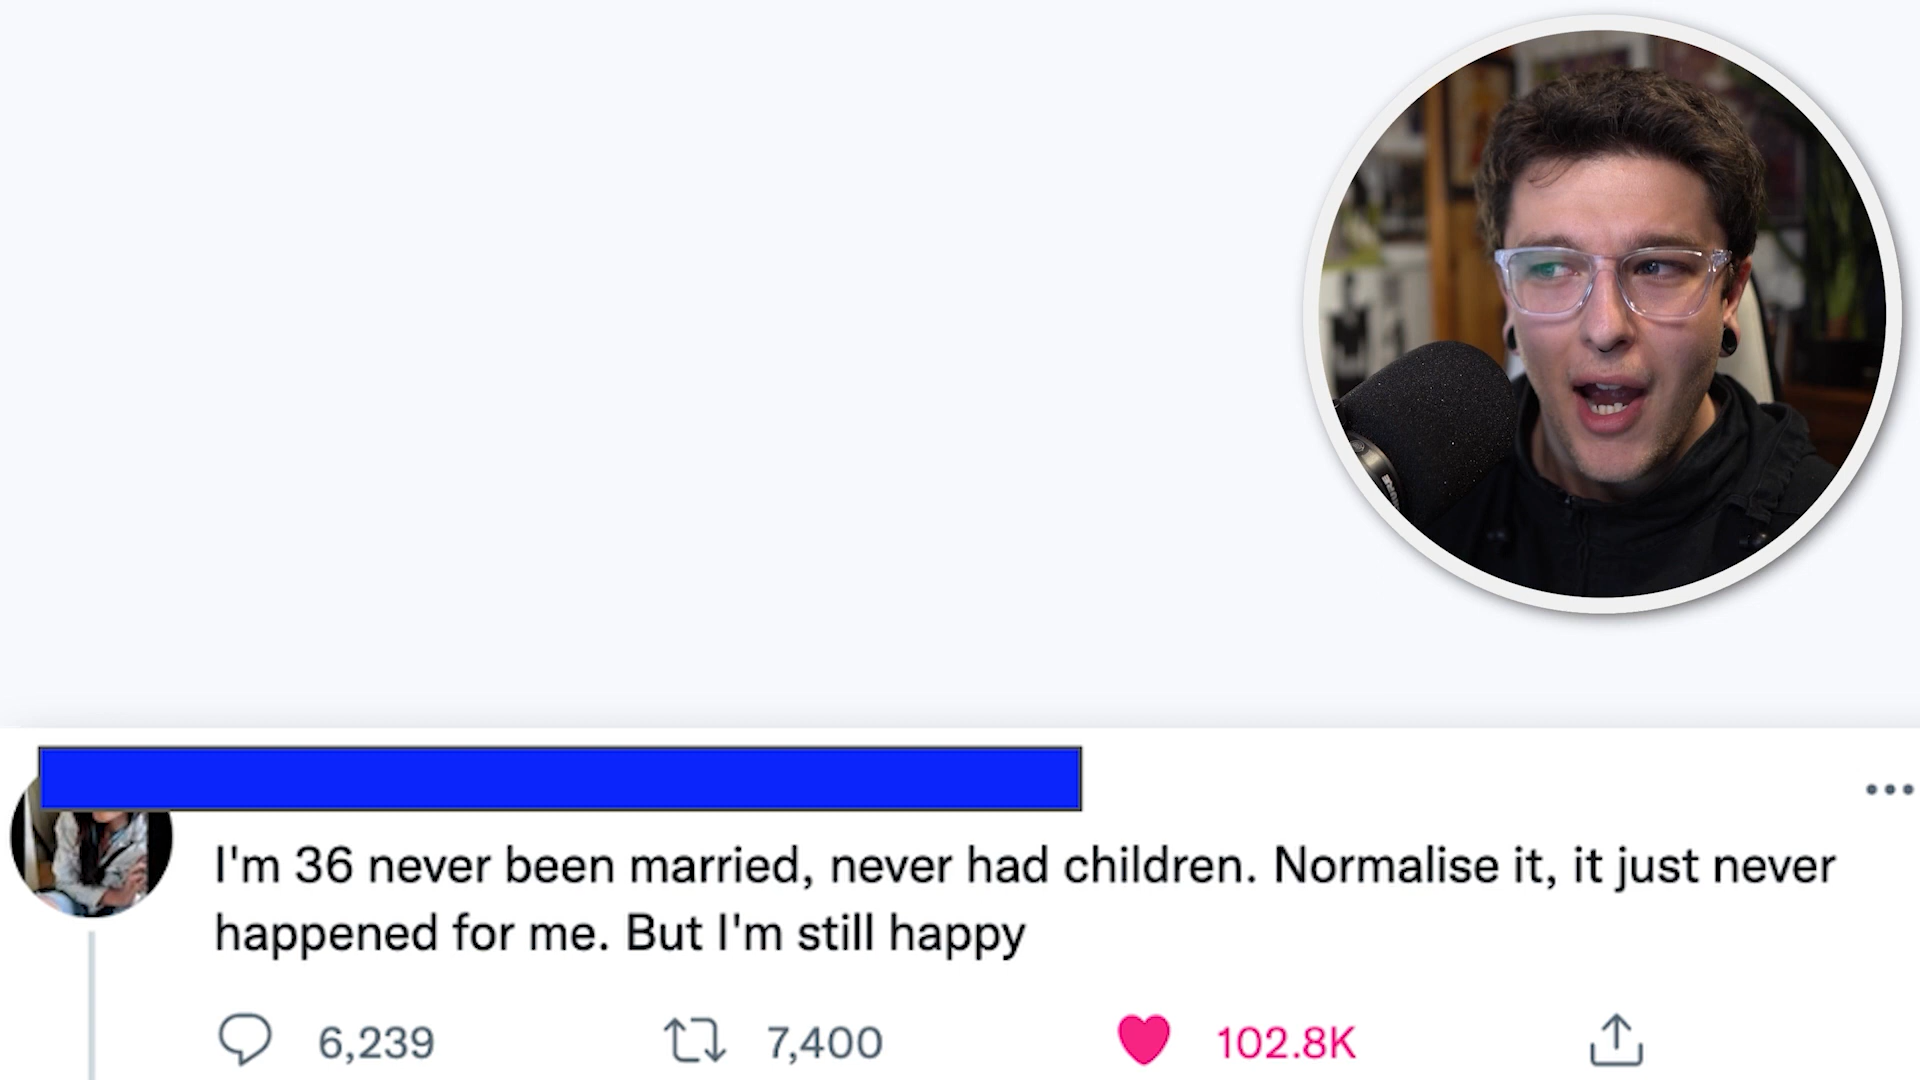 I'm 36 never been married, never had children. Normalise it, it just never
happened for me. But I'm still happy
6,239 7,400 102.8K